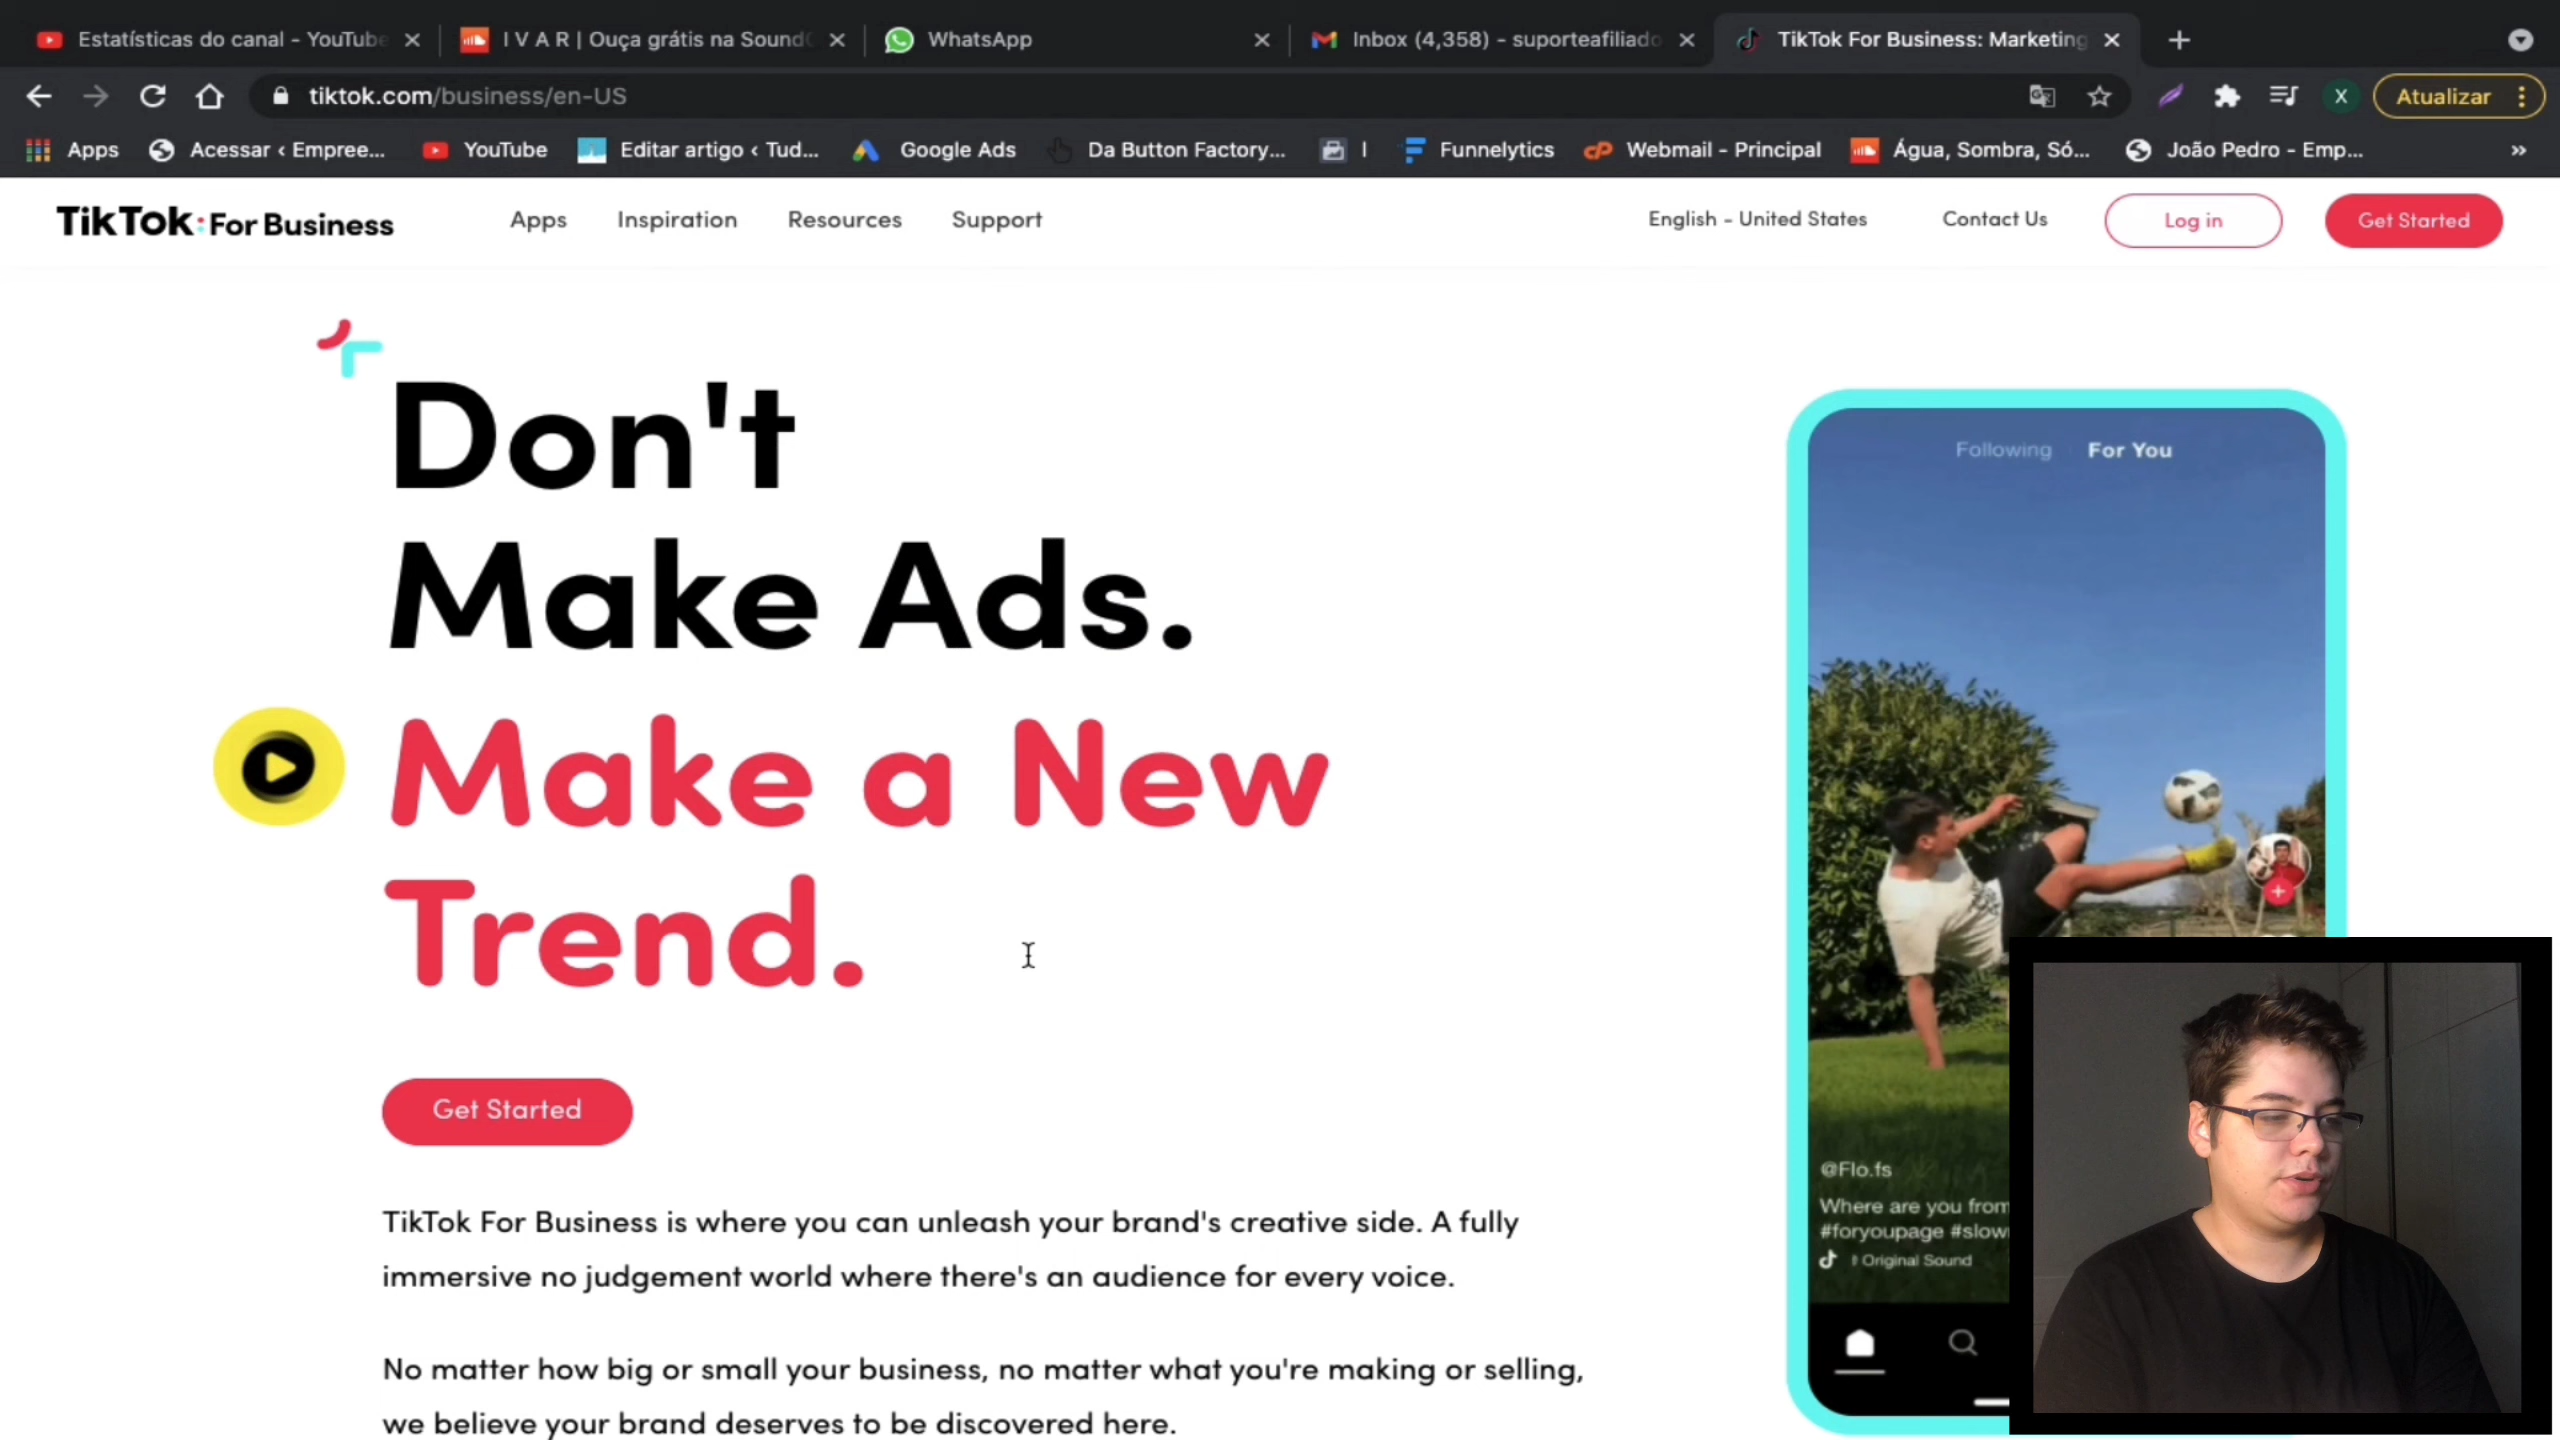 Estatísticas do canal - YouTube
I V A R | Ouça grátis na Sound
WhatsApp
Inbox (4,358) - suporteafiliado
TikTok For Business: Marketing
tiktok.com/business/en-US
X
Atualizar
Apps
Acessar ‹ Empree...
YouTube
Editar artigo ‹ Tud...
Google Ads
Da Button Factory...
I
Funnelytics
Webmail - Principal
Água, Sombra, Só...
João Pedro - Emp...
»
TikTok: For Business
Apps
Inspiration
Resources
Support
English - United States
Contact Us
Log in
Get Started
Don't
Make Ads.
Make a New
Trend.
Get Started
TikTok For Business is where you can unleash your brand's creative side. A fully
immersive no judgement world where there's an audience for every voice.
No matter how big or small your business, no matter what you're making or selling,
we believe your brand deserves to be discovered here.
Following For You
@Flo.fs
Where are you from
#foryoupage #slow
Original Sound